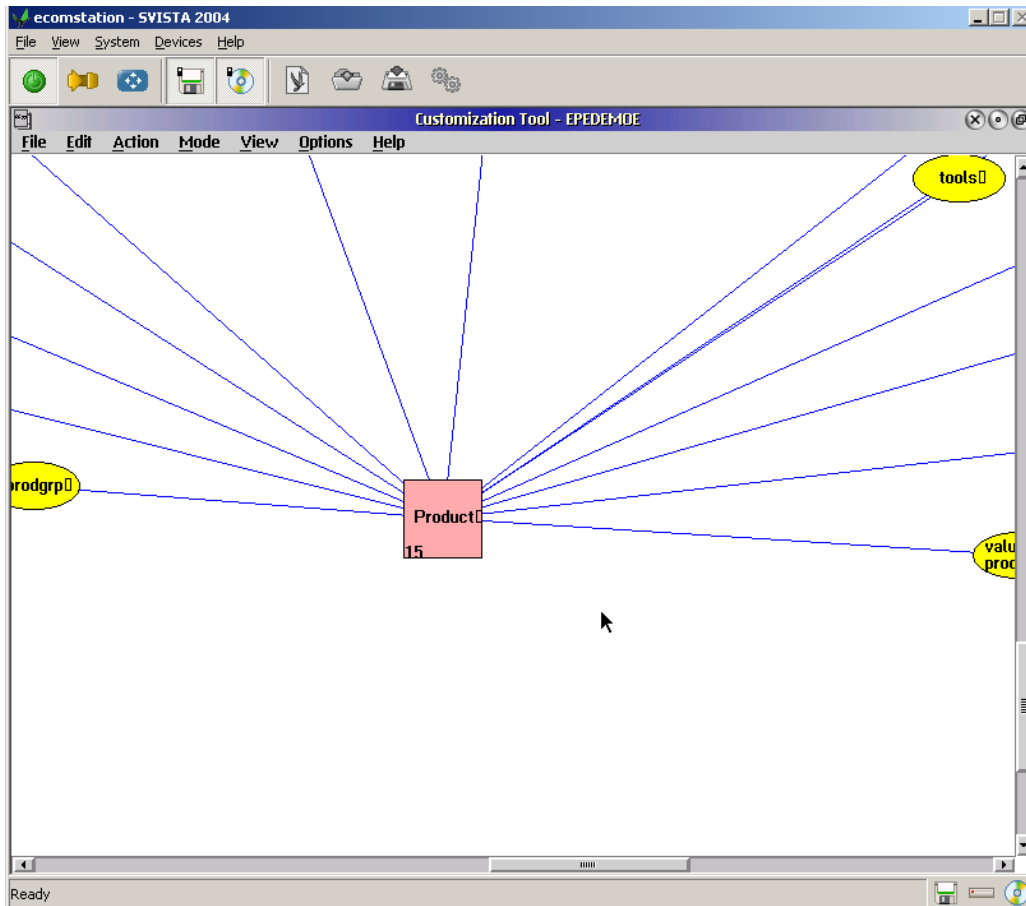 ecomstation - SVISTA 2004
File View System Devices Help
Customization Tool - EPEDEMOE
File Edit Action Mode View Options Help
tools
rodgrp
Product
15
valu
proc
Ready